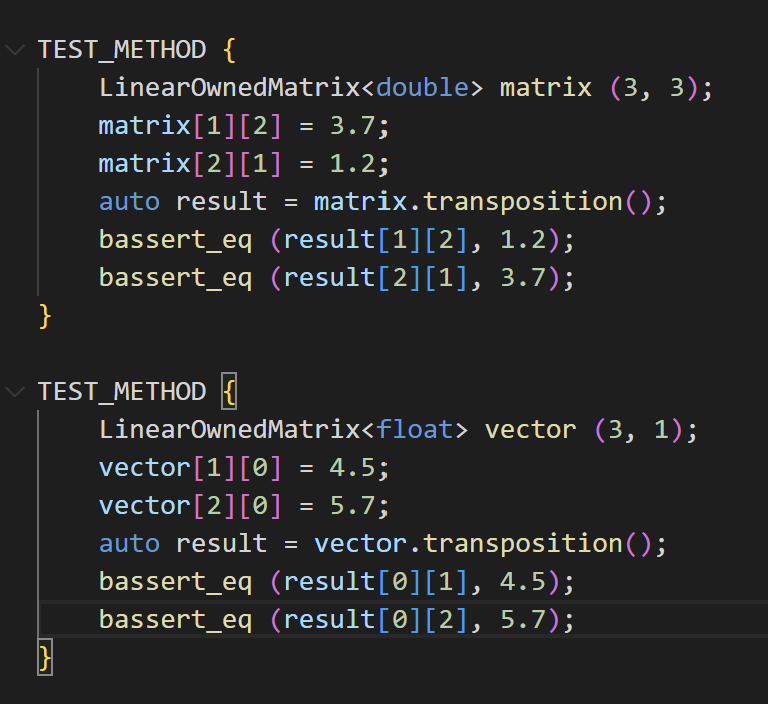 TEST_METHOD {
    LinearOwnedMatrix<double> matrix (3, 3);
    matrix[1][2] = 3.7;
    matrix[2][1] = 1.2;
    auto result = matrix.transposition();
    bassert_eq (result[1][2], 1.2);
    bassert_eq (result[2][1], 3.7);
}
TEST_METHOD {
    LinearOwnedMatrix<float> vector (3, 1);
    vector[1][0] = 4.5;
    vector[2][0] = 5.7;
    auto result = vector.transposition();
    bassert_eq (result[0][1], 4.5);
    bassert_eq (result[0][2], 5.7);
}